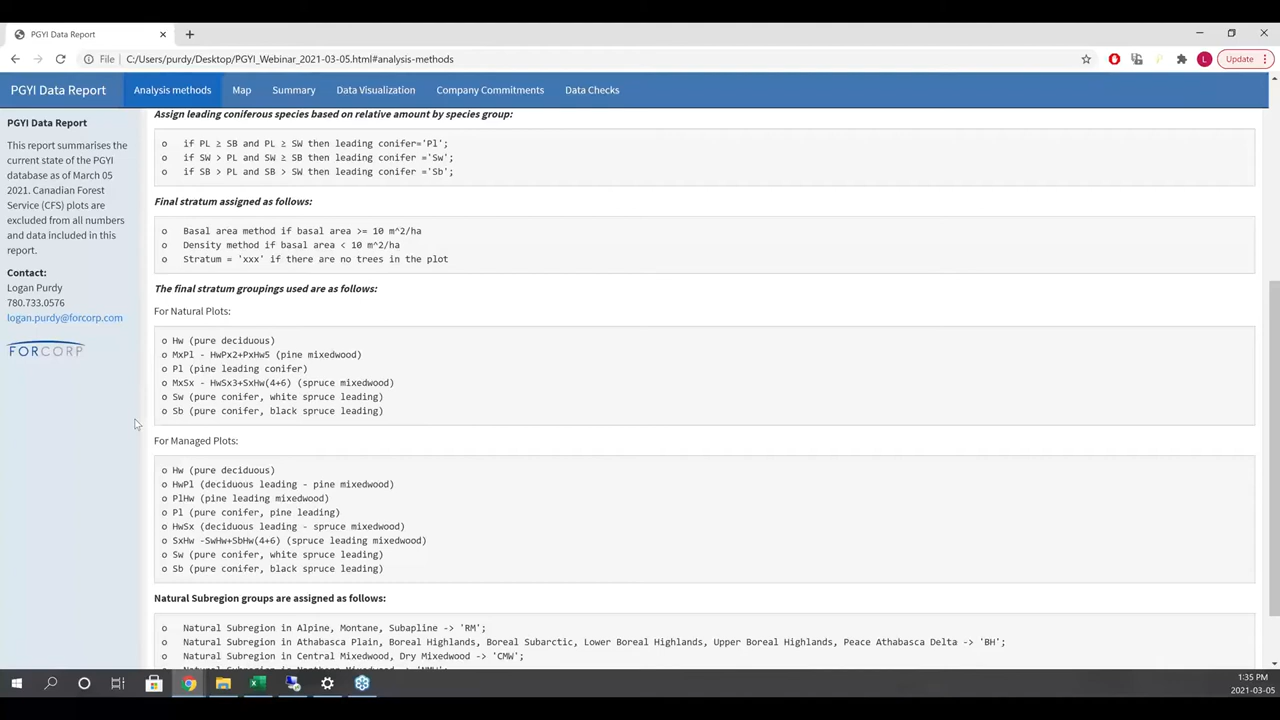 PGYI Data Report
File C:/Users/purdy/Desktop/PGYI_Webinar_2021-03-05.html#analysis-methods
L
Update
PGYI Data Report
Analysis methods
Map
Summary
Data Visualization
Company Commitments
Data Checks
PGYI Data Report
This report summarises the
current state of the PGYI
database as of March 05
2021. Canadian Forest
Service (CFS) plots are
excluded from all numbers
and data included in this
report.
Contact:
Logan Purdy
780.733.0576
logan.purdy@forcorp.com
FORCORP
Assign leading coniferous species based on relative amount by species group:
o if PL ≥ SB and PL ≥ SW then leading conifer='Pl';
o if SW > PL and SW ≥ SB then leading conifer ='Sw';
o if SB > PL and SB > SW then leading conifer ='Sb';
Final stratum assigned as follows:
o Basal area method if basal area >= 10 m^2/ha
o Density method if basal area < 10 m^2/ha
o Stratum = 'xxx' if there are no trees in the plot
The final stratum groupings used are as follows:
For Natural Plots:
o Hw (pure deciduous)
o MxPl - HwPx2+PxHw5 (pine mixedwood)
o Pl (pine leading conifer)
o MxSx - HwSx3+SxHw(4+6) (spruce mixedwood)
o Sw (pure conifer, white spruce leading)
o Sb (pure conifer, black spruce leading)
For Managed Plots:
o Hw (pure deciduous)
o HwPl (deciduous leading - pine mixedwood)
o PlHw (pine leading mixedwood)
o Pl (pure conifer, pine leading)
o HwSx (deciduous leading - spruce mixedwood)
o SxHw -SwHw+SbHw(4+6) (spruce leading mixedwood)
o Sw (pure conifer, white spruce leading)
o Sb (pure conifer, black spruce leading)
Natural Subregion groups are assigned as follows:
o Natural Subregion in Alpine, Montane, Subapline -> 'RM';
o Natural Subregion in Athabasca Plain, Boreal Highlands, Boreal Subarctic, Lower Boreal Highlands, Upper Boreal Highlands, Peace Athabasca Delta -> 'BH';
o Natural Subregion in Central Mixedwood, Dry Mixedwood -> 'CMW';
o Natural Subregion in Northern Mixedwood -> 'NMW';
1:35 PM
2021-03-05